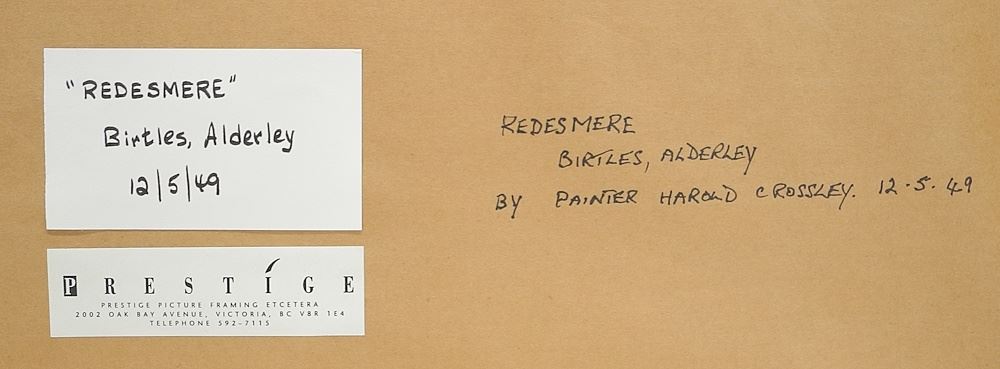 "REDESMERE"
Birtles, Alderley
12/5/49
PRESTIGE
PRESTIGE PICTURE FRAMING ETCETERA
2002 OAK BAY AVENUE, VICTORIA, BC V8R 1E4
TELEPHONE 592-7115
REDESMERE
BIRTLES, ALDERLEY
BY PAINTER HAROLD CROSSLEY. 12.5.49